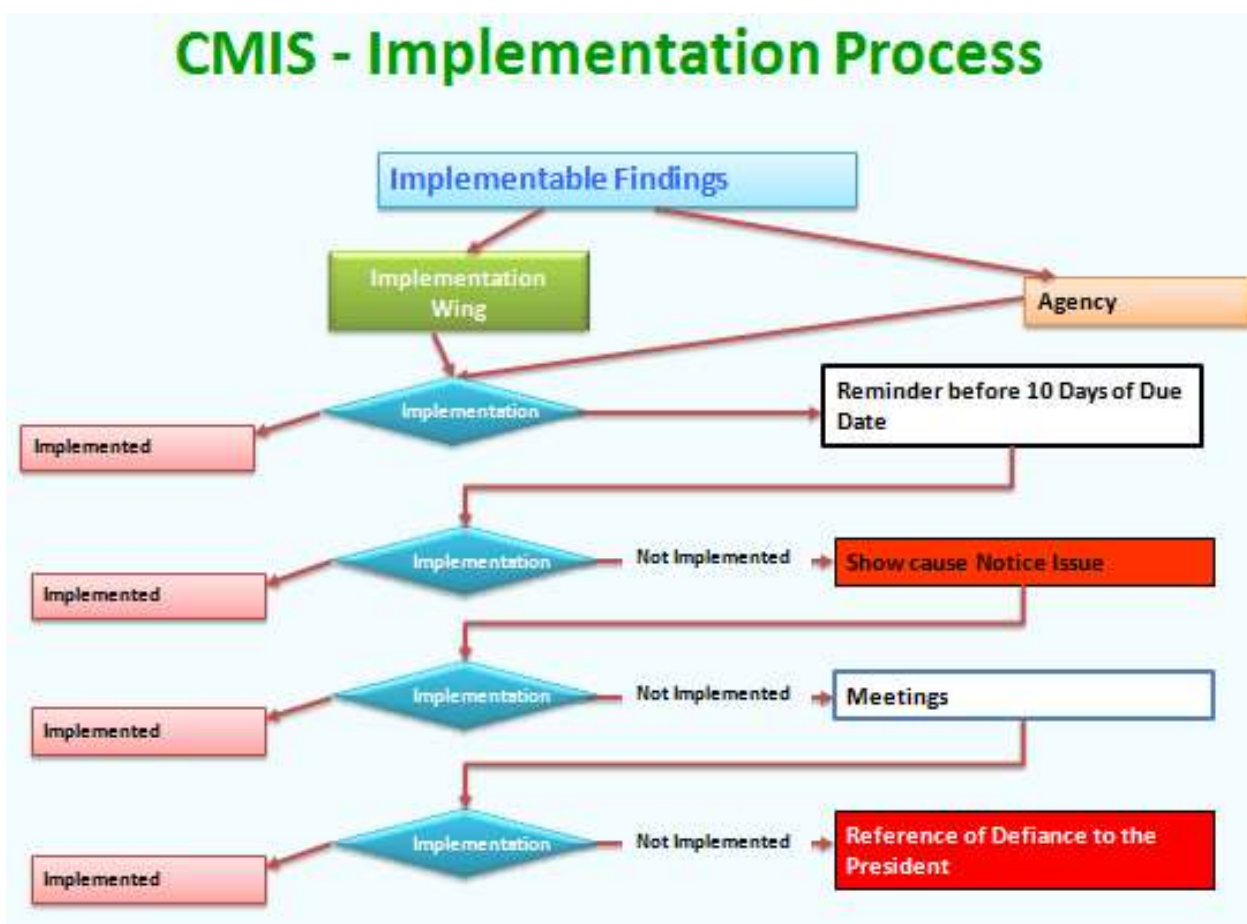 CMIS - Implementation Process
Implementable Findings
Implementation
Wing
Agency
Implementation
Reminder before 10 Days of Due
Date
Implemented
Implementation
Not Implemented
Show cause Notice Issue
Implemented
Implementation
Not Implemented
Meetings
Implemented
Implementation
Not Implemented
Reference of Defiance to the
President
Implemented